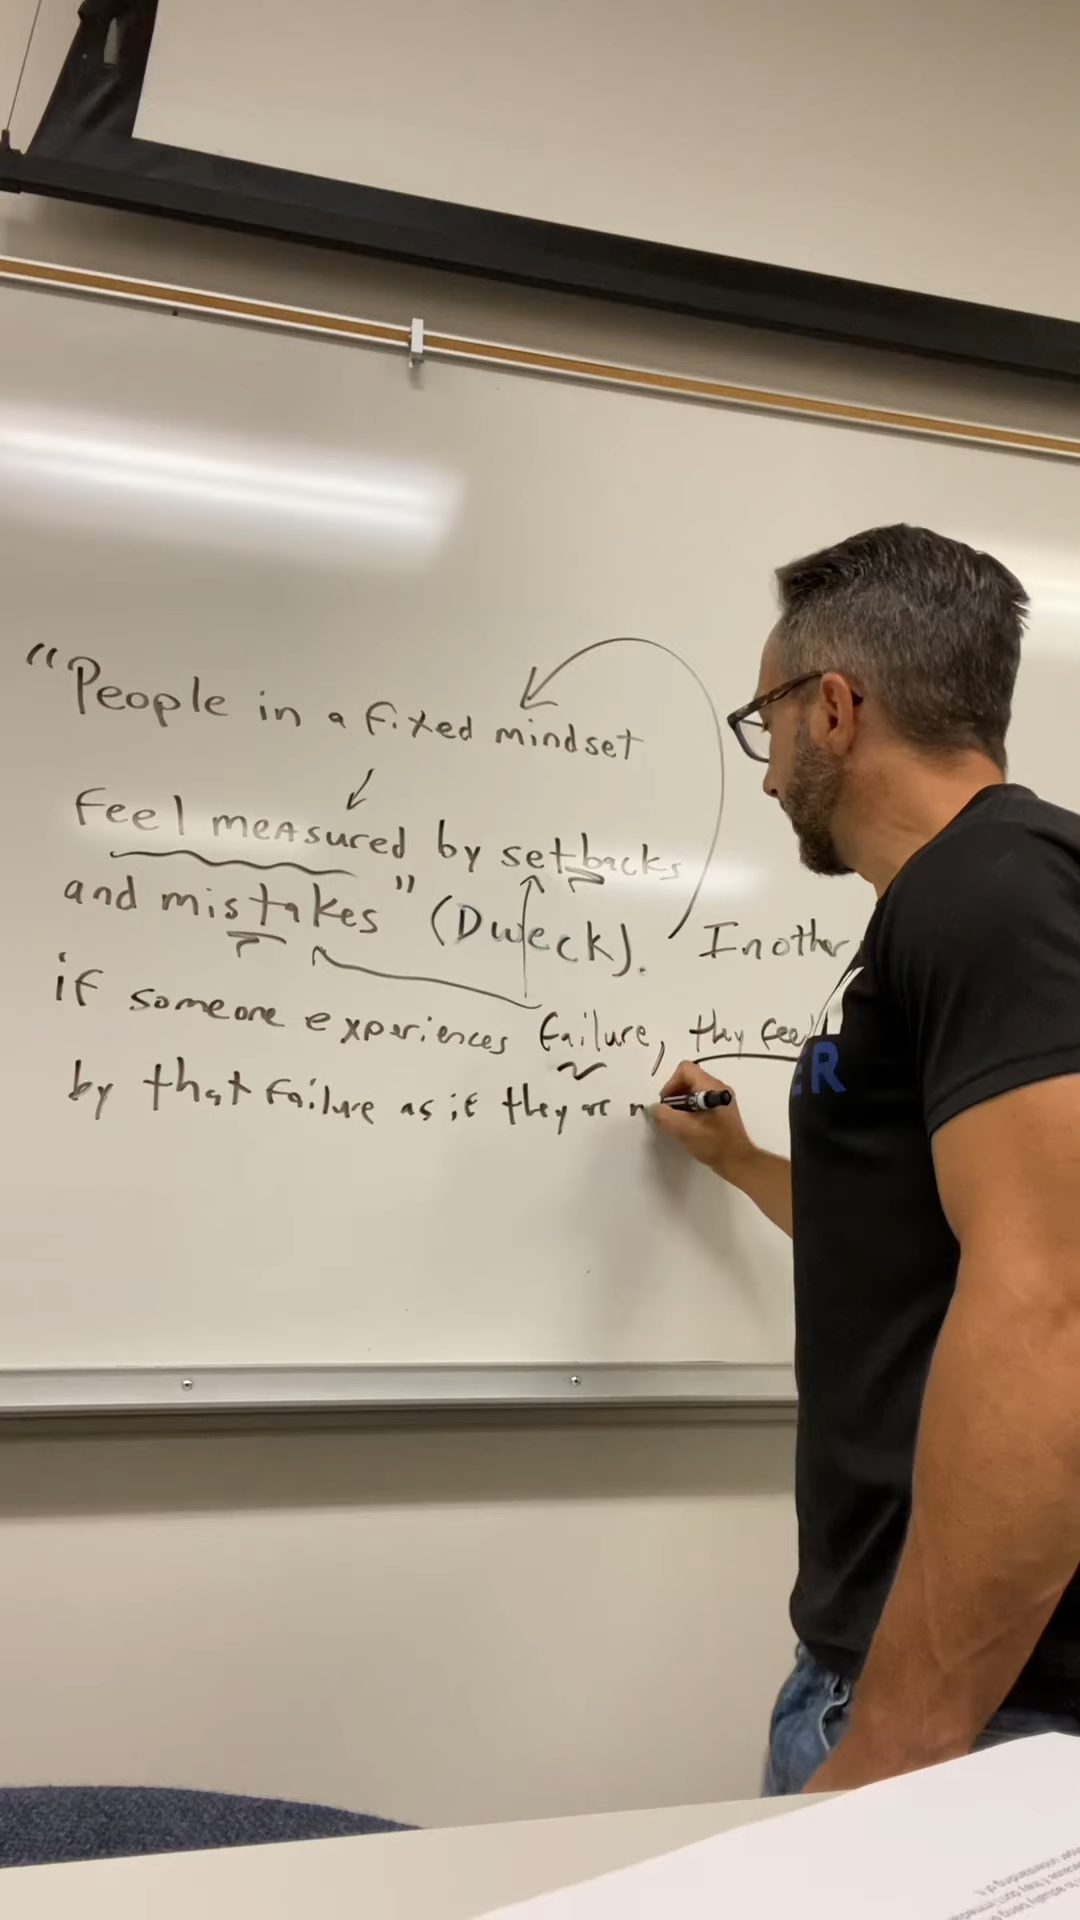 "People in a fixed mindset
feel measured by setbacks
and mistakes" (Dweck). In other
if someone experiences failure, they feel
by that failure as if they are
ER